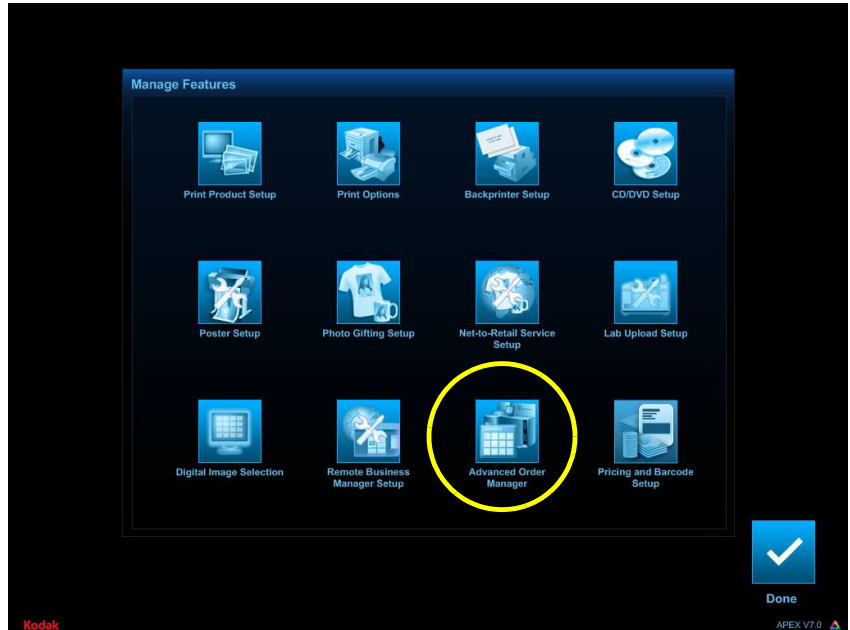 Manage Features
Print Product Setup
Print Options
Backprinter Setup
CD/DVD Setup
Poster Setup
Photo Gifting Setup
Net-to-Retail Service
Setup
Lab Upload Setup
Digital Image Selection
Remote Business
Manager Setup
Advanced Order
Manager
Pricing and Barcode
Setup
Done
Kodak
APEX V7.0